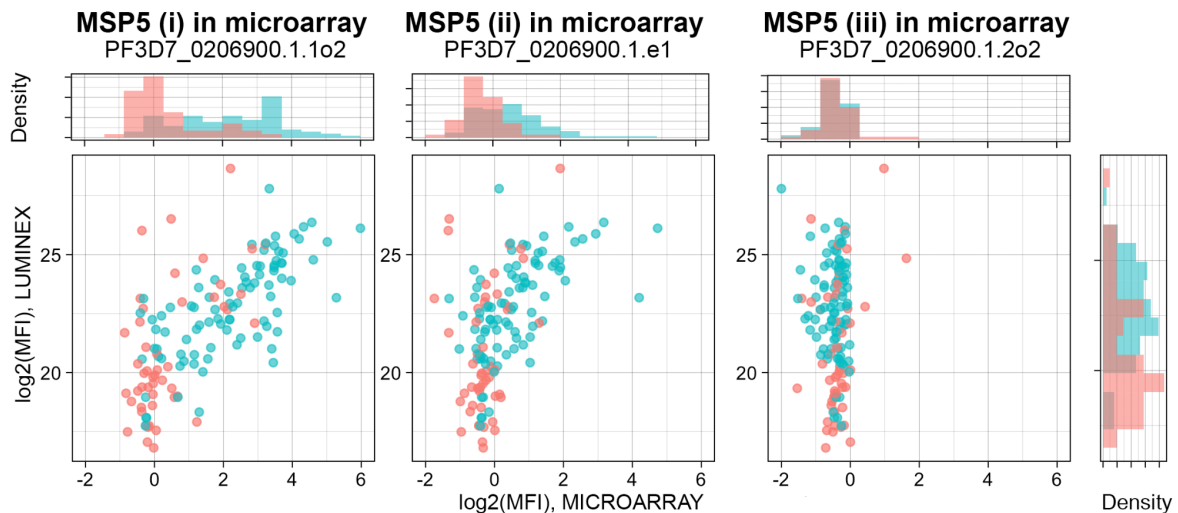 MSP5 (i) in microarray
PF3D7_0206900.1.1o2
MSP5 (ii) in microarray
PF3D7_0206900.1.e1
MSP5 (iii) in microarray
PF3D7_0206900.1.2o2
Density
log2(MFI), LUMINEX
25
20
-2 0 2 4 6
25
20
-2 0 2 4 6
25
20
-2 0 2 4 6
log2(MFI), MICROARRAY
Density